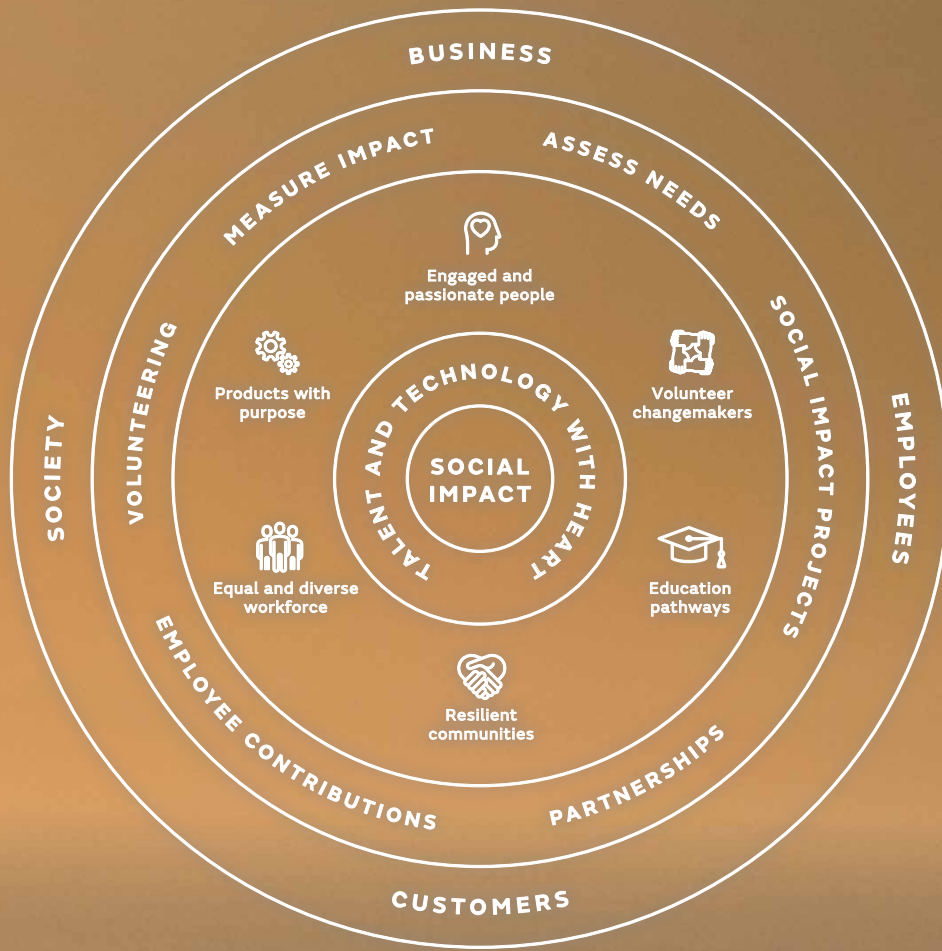 BUSINESS
MEASURE IMPACT
ASSESS NEEDS
Engaged and
passionate people
SOCIAL IMPACT PROJECTS
VOLUNTEERING
Products with
purpose
Volunteer
changemakers
TALENT AND TECHNOLOGY WITH HEART
EMPLOYEES
SOCIETY
SOCIAL
IMPACT
Equal and diverse
workforce
Education
pathways
EMPLOYEE CONTRIBUTIONS
Resilient
communities
PARTNERSHIPS
CUSTOMERS